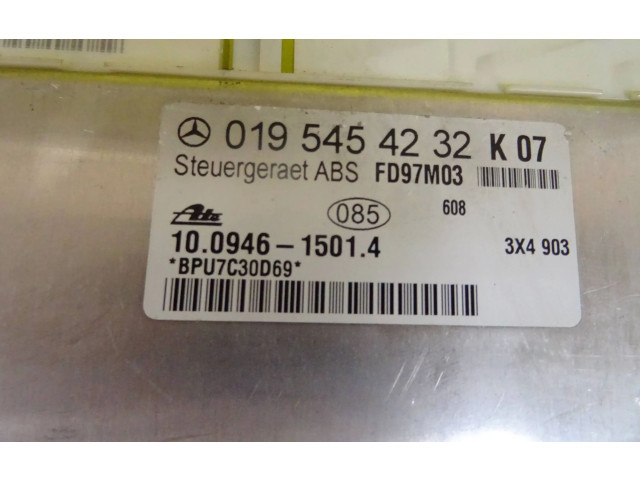 019 545 42 32 K 07
Steuergeraet ABS FD97M03
Ate 085 608
10.0946-1501.4 3X4 903
*BPU7C30D69*